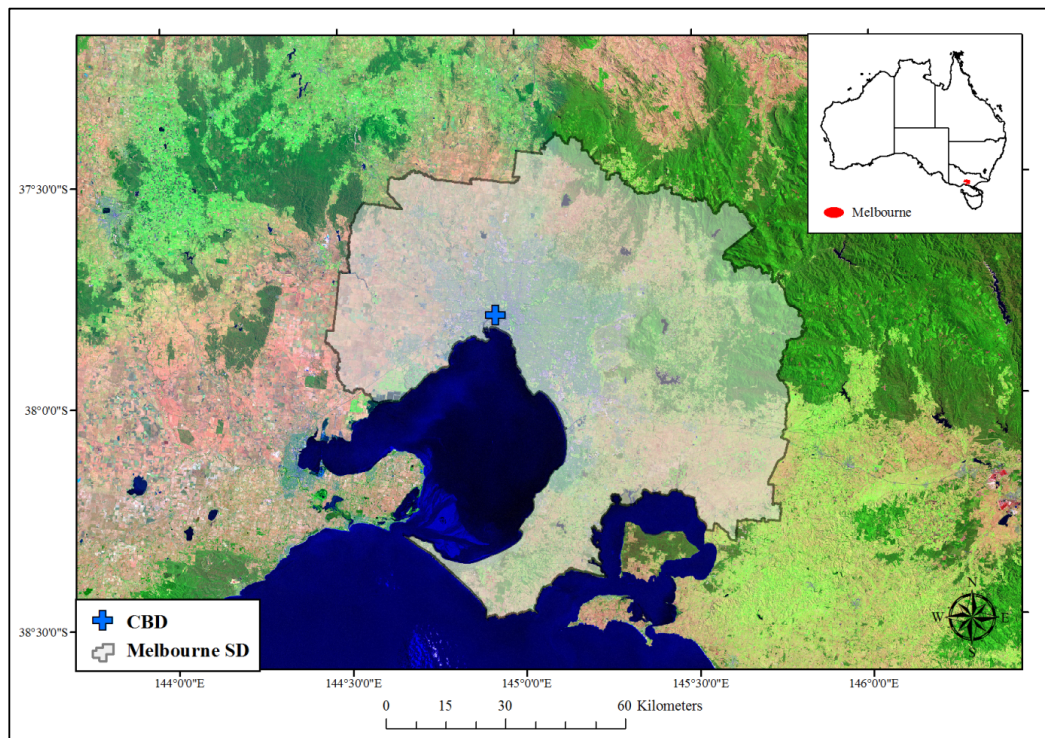 Melbourne
37°30'0"S
38°0'0"S
38°30'0"S
CBD
Melbourne SD
N
W
E
S
144°0'0"E
144°30'0"E
145°0'0"E
145°30'0"E
146°0'0"E
0
15
30
60 Kilometers